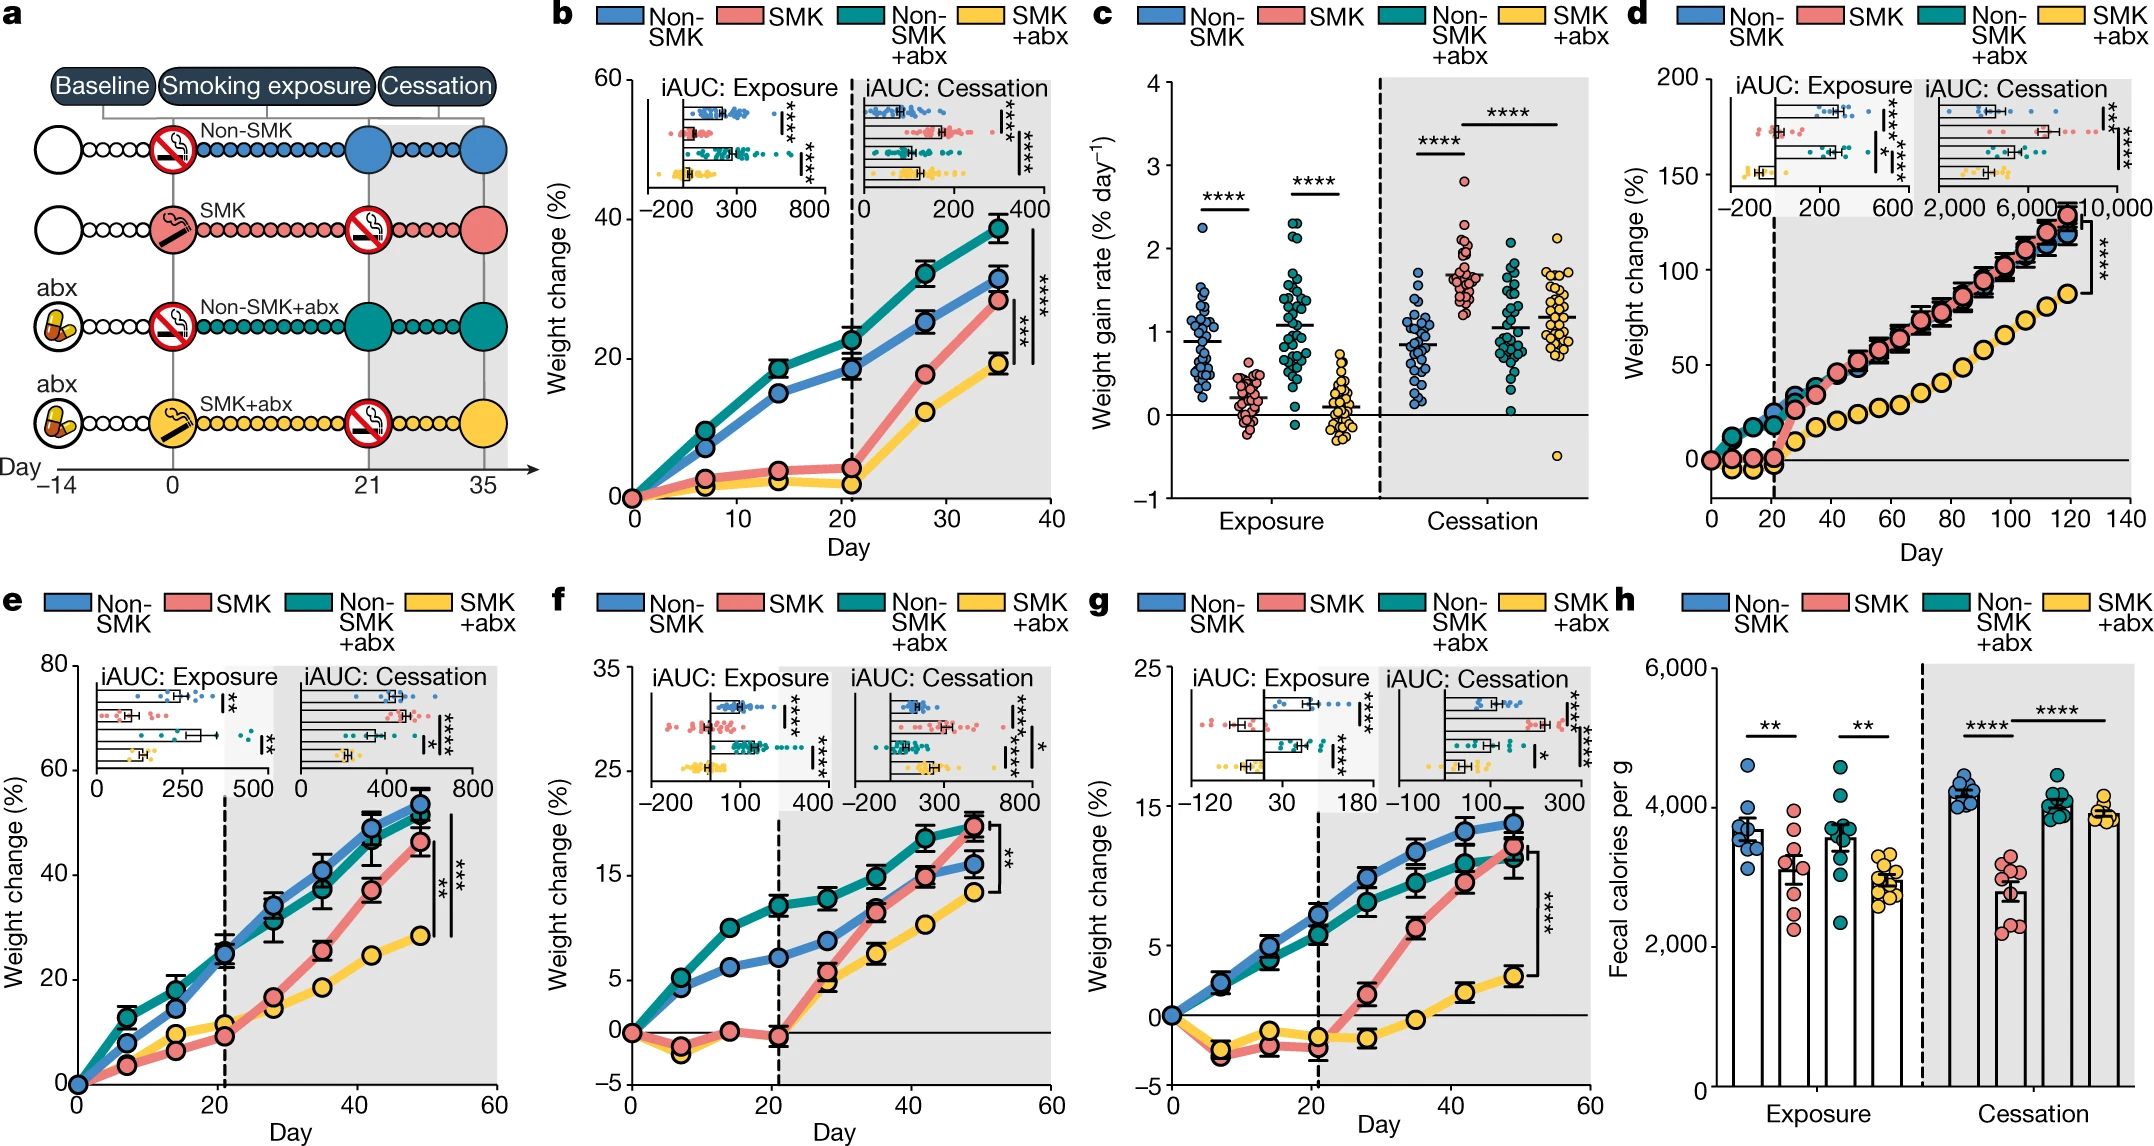 a
Baseline
Smoking exposure
Cessation
Non-SMK
SMK
abx
Non-SMK+abx
abx
SMK+abx
Day
−14
0
21
35
b
Non-
SMK
SMK
Non-
SMK
+abx
SMK
+abx
Weight change (%)
60
40
20
0
iAUC: Exposure
****
****
−200
300
800
iAUC: Cessation
****
****
0
200
400
***
****
0
10
20
30
40
Day
c
Non-
SMK
SMK
Non-
SMK
+abx
SMK
+abx
Weight gain rate (% day−1)
4
3
2
1
0
−1
****
****
****
****
Exposure
Cessation
d
Non-
SMK
SMK
Non-
SMK
+abx
SMK
+abx
Weight change (%)
200
150
100
50
0
iAUC: Exposure
****
*
****
−200
200
600
iAUC: Cessation
***
****
2,000
6,000
10,000
****
0
20
40
60
80
100
120
140
Day
e
Non-
SMK
SMK
Non-
SMK
+abx
SMK
+abx
Weight change (%)
80
60
40
20
0
iAUC: Exposure
**
**
0
250
500
iAUC: Cessation
*
****
0
400
800
**
***
0
20
40
60
Day
f
Non-
SMK
SMK
Non-
SMK
+abx
SMK
+abx
Weight change (%)
35
25
15
5
0
−5
iAUC: Exposure
****
****
−200
100
400
iAUC: Cessation
****
****
*
−200
300
800
**
0
20
40
60
Day
g
Non-
SMK
SMK
Non-
SMK
+abx
SMK
+abx
Weight change (%)
25
15
5
0
−5
iAUC: Exposure
****
****
−120
30
180
iAUC: Cessation
****
*
****
−100
100
300
****
0
20
40
60
Day
h
Non-
SMK
SMK
Non-
SMK
+abx
SMK
+abx
Fecal calories per g
6,000
4,000
2,000
0
**
**
****
****
Exposure
Cessation